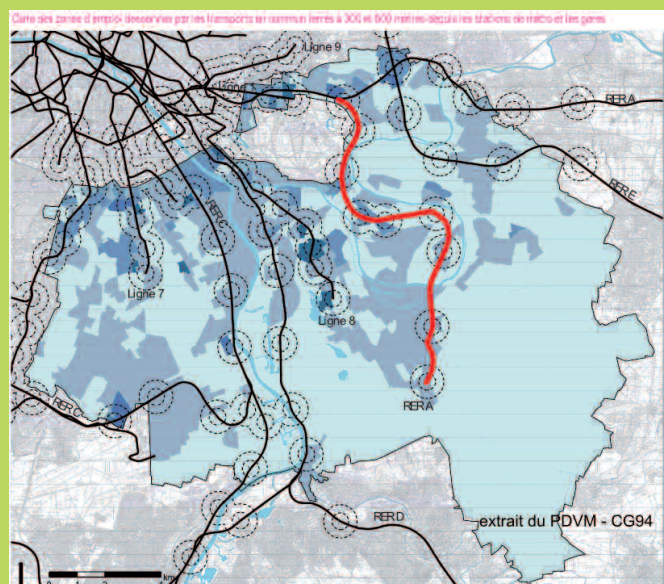 Carte des zones d'emploi desservies par les transports en commun ferrés à 300 et 600 mètres depuis les stations de métro et les gares
Ligne 9
Ligne 1
RER A
RER E
RER C
Ligne 7
Ligne 8
RER A
RER C
RER D
extrait du PDVM - CG94
km